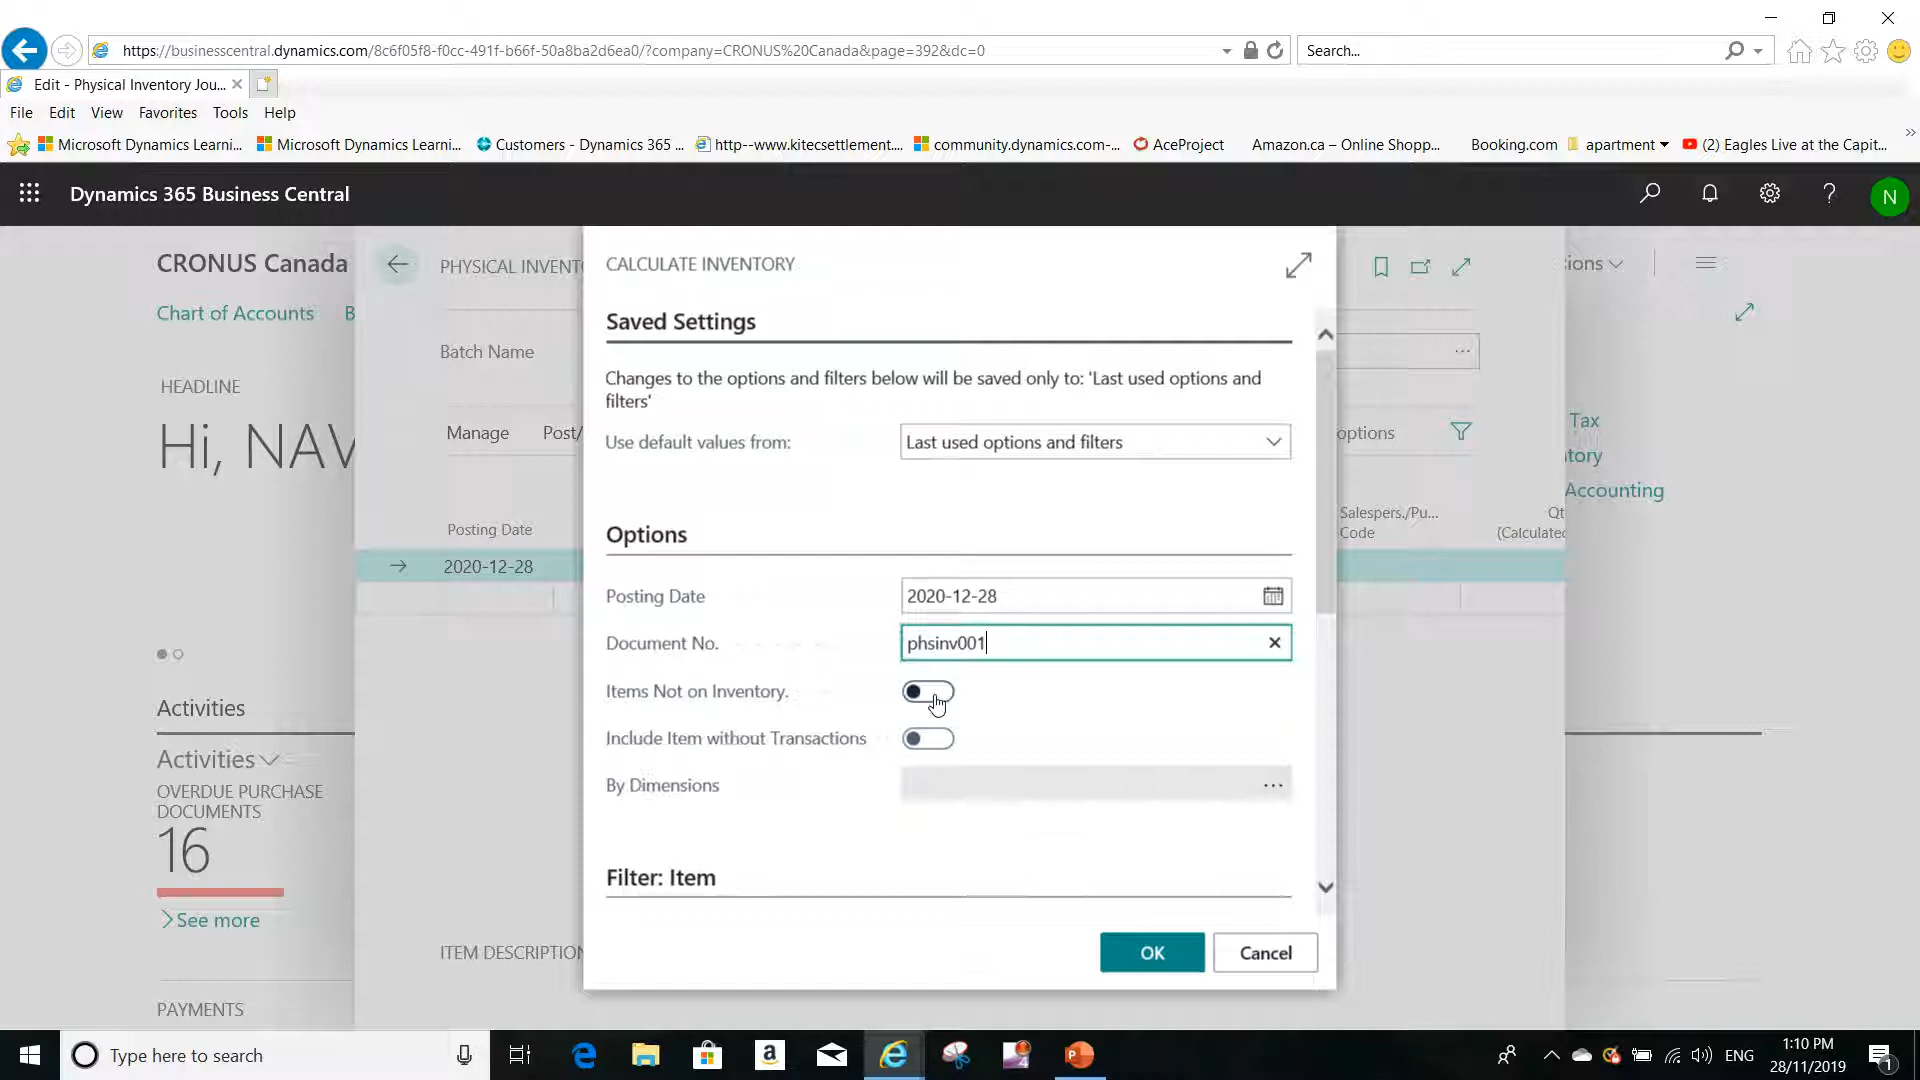 https://businesscentral.dynamics.com/8c6f05f8-f0cc-491f-b66f-50a8ba2d6ea0/?company=CRONUS%20Canada&page=392&dc=0
Search...
Edit - Physical Inventory Jou...
File Edit View Favorites Tools Help
Microsoft Dynamics Learni... Microsoft Dynamics Learni... Customers - Dynamics 365 ... http--www.kitecsettlement.... community.dynamics.com-... AceProject Amazon.ca – Online Shopp... Booking.com apartment (2) Eagles Live at the Capit...
Dynamics 365 Business Central
N
CRONUS Canada
PHYSICAL INVENTO
CALCULATE INVENTORY
ions
Chart of Accounts B
Saved Settings
Batch Name
HEADLINE
Changes to the options and filters below will be saved only to: 'Last used options and
filters'
Hi, NAV
Manage Post/
Use default values from: Last used options and filters
options
Tax
tory
Accounting
Options
Posting Date
Salespers./Pu...
Code
Qt
(Calculated
2020-12-28
Posting Date 2020-12-28
Document No. phsinv001
Items Not on Inventory.
Include Item without Transactions
By Dimensions
Activities
Activities
OVERDUE PURCHASE
DOCUMENTS
16
See more
Filter: Item
ITEM DESCRIPTION
OK Cancel
PAYMENTS
Type here to search
ENG
1:10 PM
28/11/2019
1